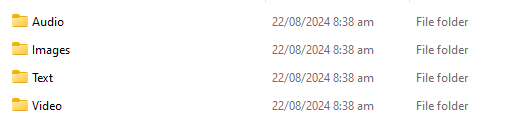 Audio 22/08/2024 8:38 am File folder
Images 22/08/2024 8:38 am File folder
Text 22/08/2024 8:38 am File folder
Video 22/08/2024 8:38 am File folder